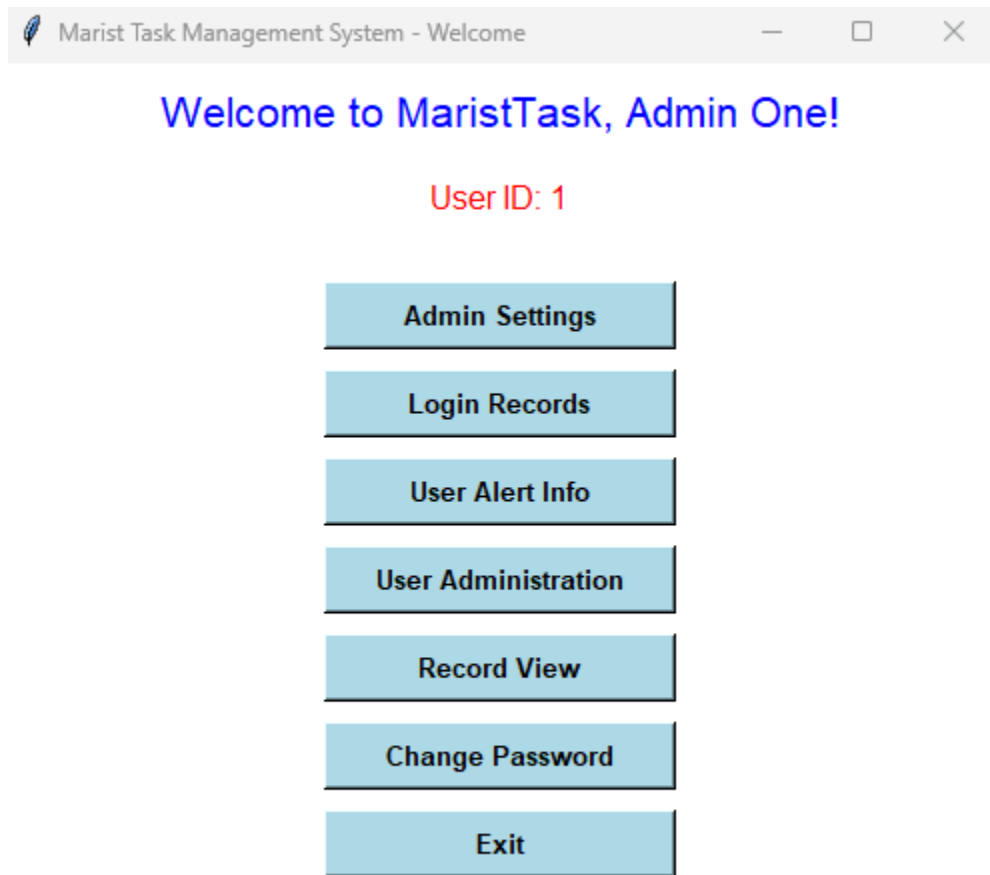 Marist Task Management System - Welcome
Welcome to MaristTask, Admin One!
User ID: 1
Admin Settings
Login Records
User Alert Info
User Administration
Record View
Change Password
Exit